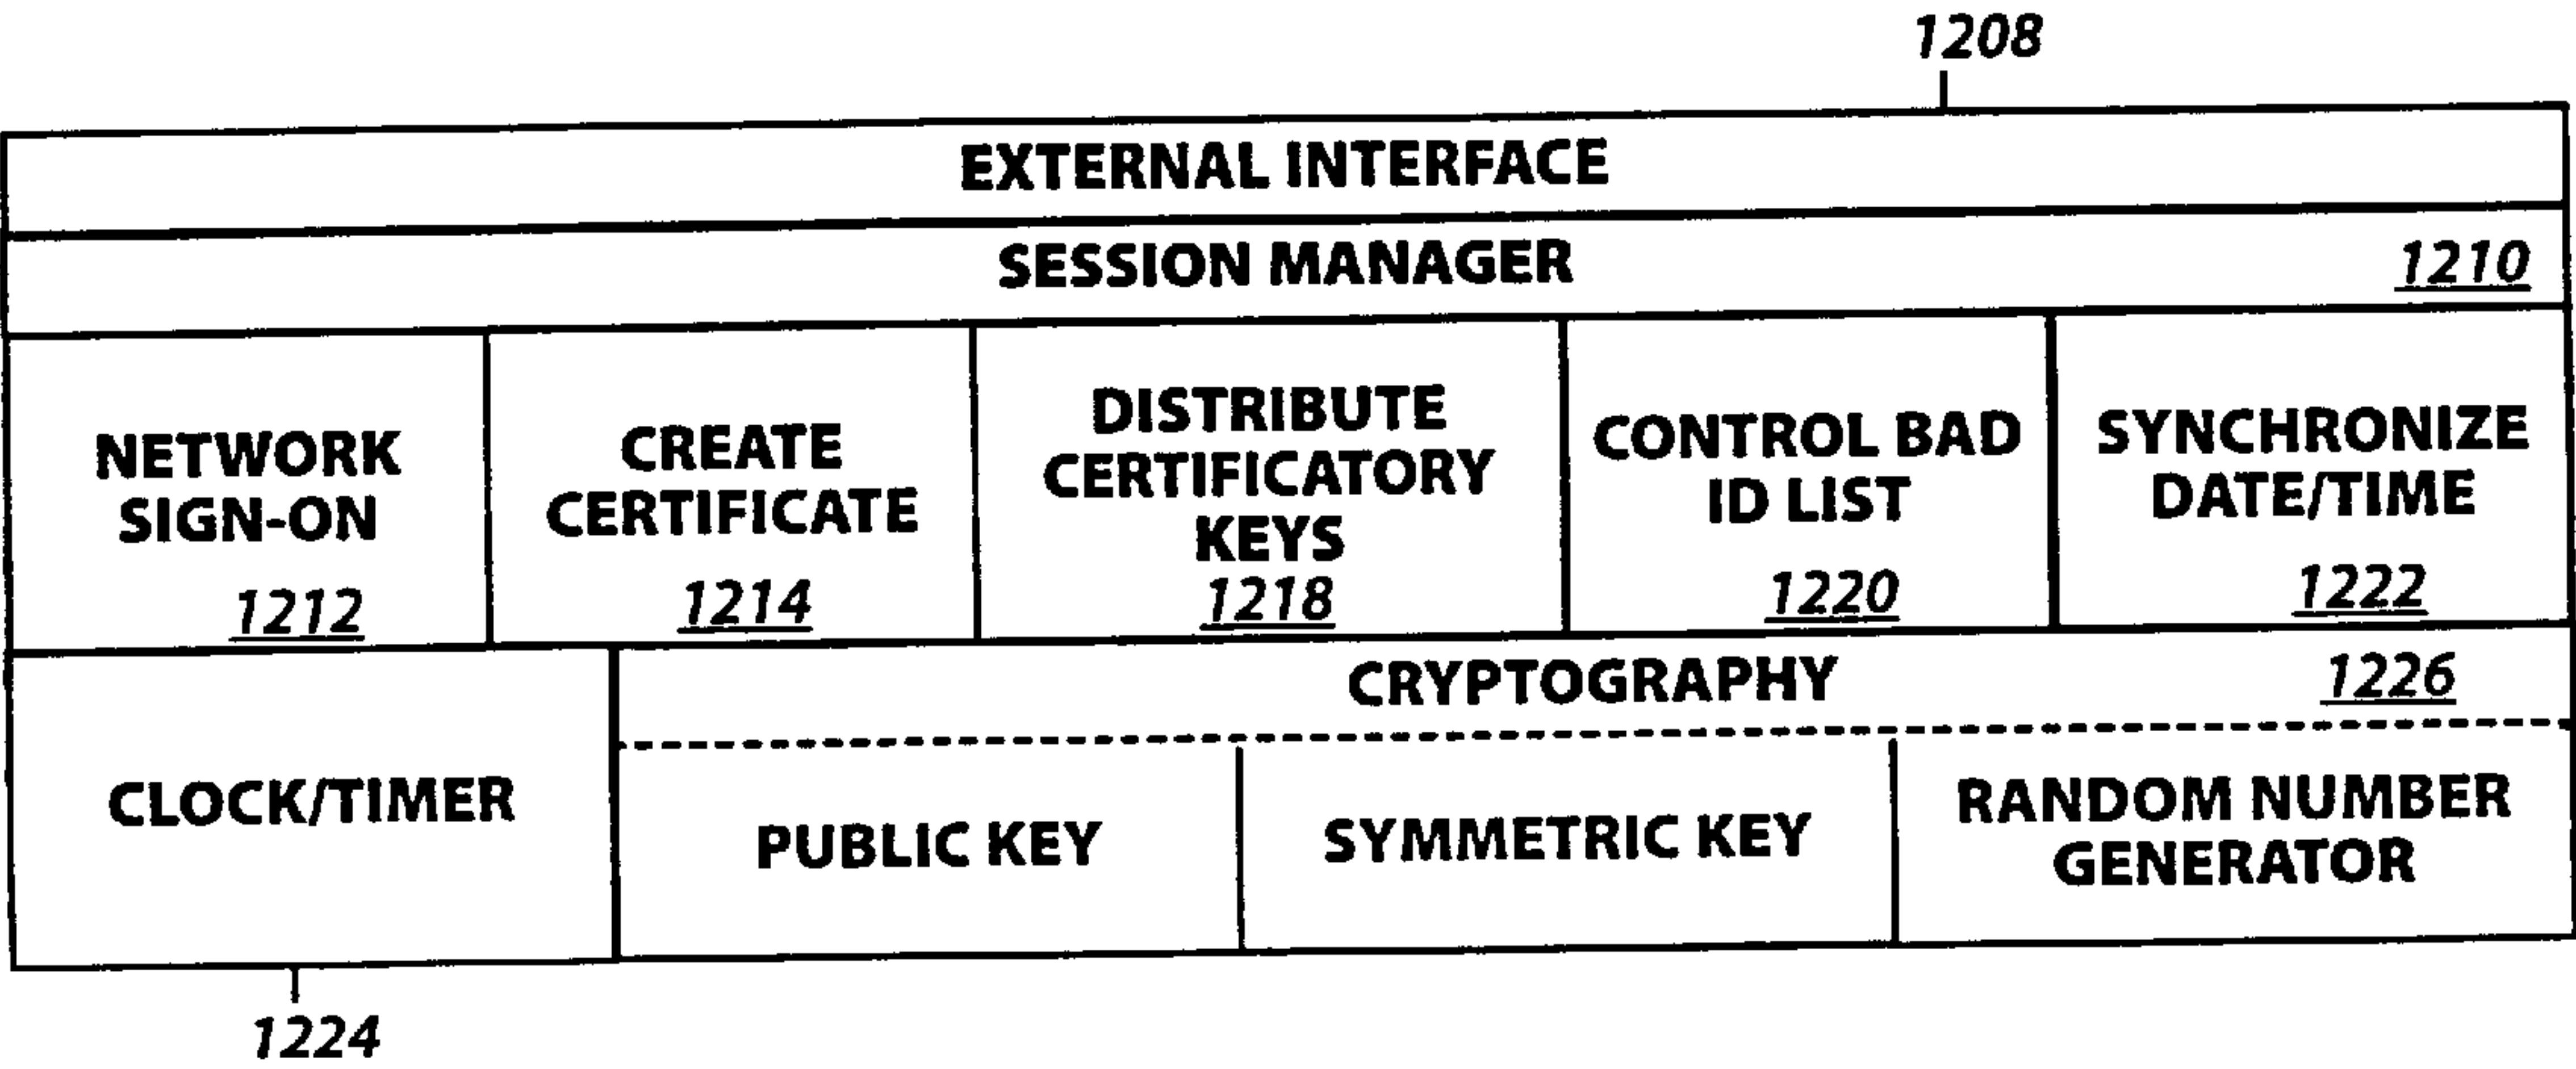 1208
EXTERNAL INTERFACE
SESSION MANAGER
1210
NETWORK
SIGN-ON
1212
CREATE
CERTIFICATE
1214
DISTRIBUTE
CERTIFICATORY
KEYS
1218
CONTROL BAD
ID LIST
1220
SYNCHRONIZE
DATE/TIME
1222
CLOCK/TIMER
CRYPTOGRAPHY
1226
PUBLIC KEY
SYMMETRIC KEY
RANDOM NUMBER
GENERATOR
1224